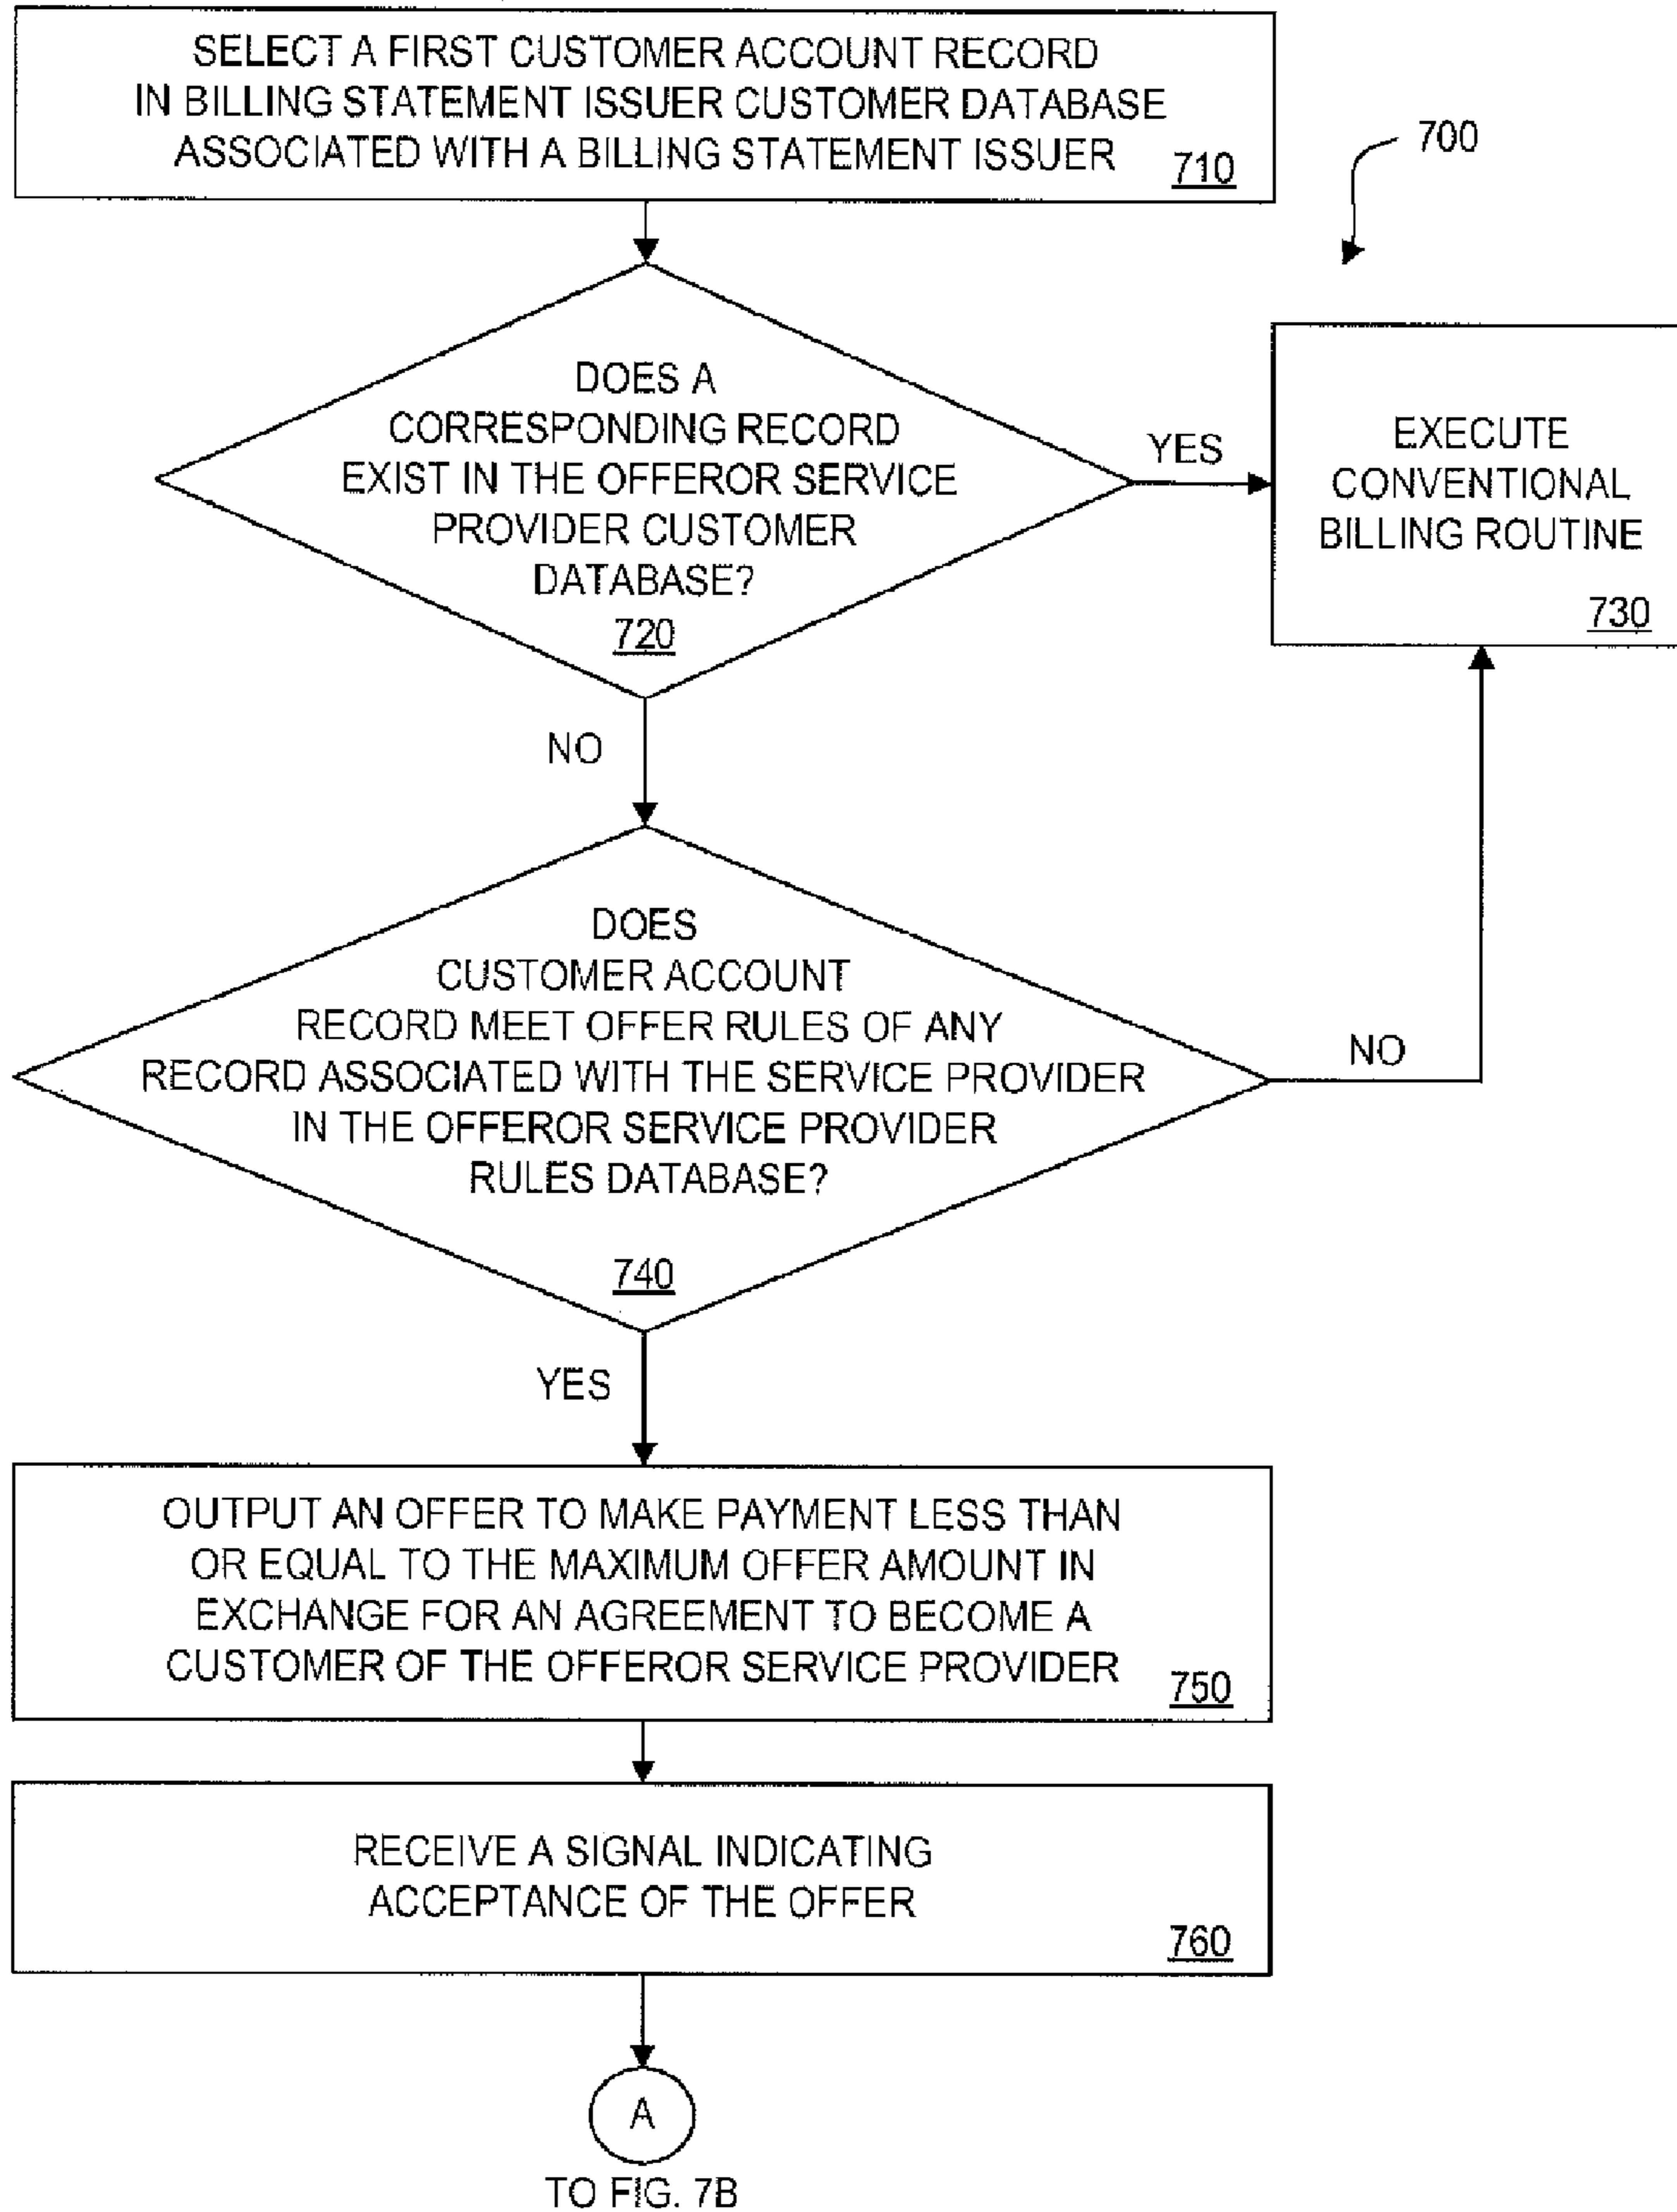 SELECT A FIRST CUSTOMER ACCOUNT RECORD
IN BILLING STATEMENT ISSUER CUSTOMER DATABASE
ASSOCIATED WITH A BILLING STATEMENT ISSUER
710
700
DOES A
CORRESPONDING RECORD
EXIST IN THE OFFEROR SERVICE
PROVIDER CUSTOMER
DATABASE?
720
YES
EXECUTE
CONVENTIONAL
BILLING ROUTINE
730
NO
DOES
CUSTOMER ACCOUNT
RECORD MEET OFFER RULES OF ANY
RECORD ASSOCIATED WITH THE SERVICE PROVIDER
IN THE OFFEROR SERVICE PROVIDER
RULES DATABASE?
740
NO
YES
OUTPUT AN OFFER TO MAKE PAYMENT LESS THAN
OR EQUAL TO THE MAXIMUM OFFER AMOUNT IN
EXCHANGE FOR AN AGREEMENT TO BECOME A
CUSTOMER OF THE OFFEROR SERVICE PROVIDER
750
RECEIVE A SIGNAL INDICATING
ACCEPTANCE OF THE OFFER
760
A
TO FIG. 7B